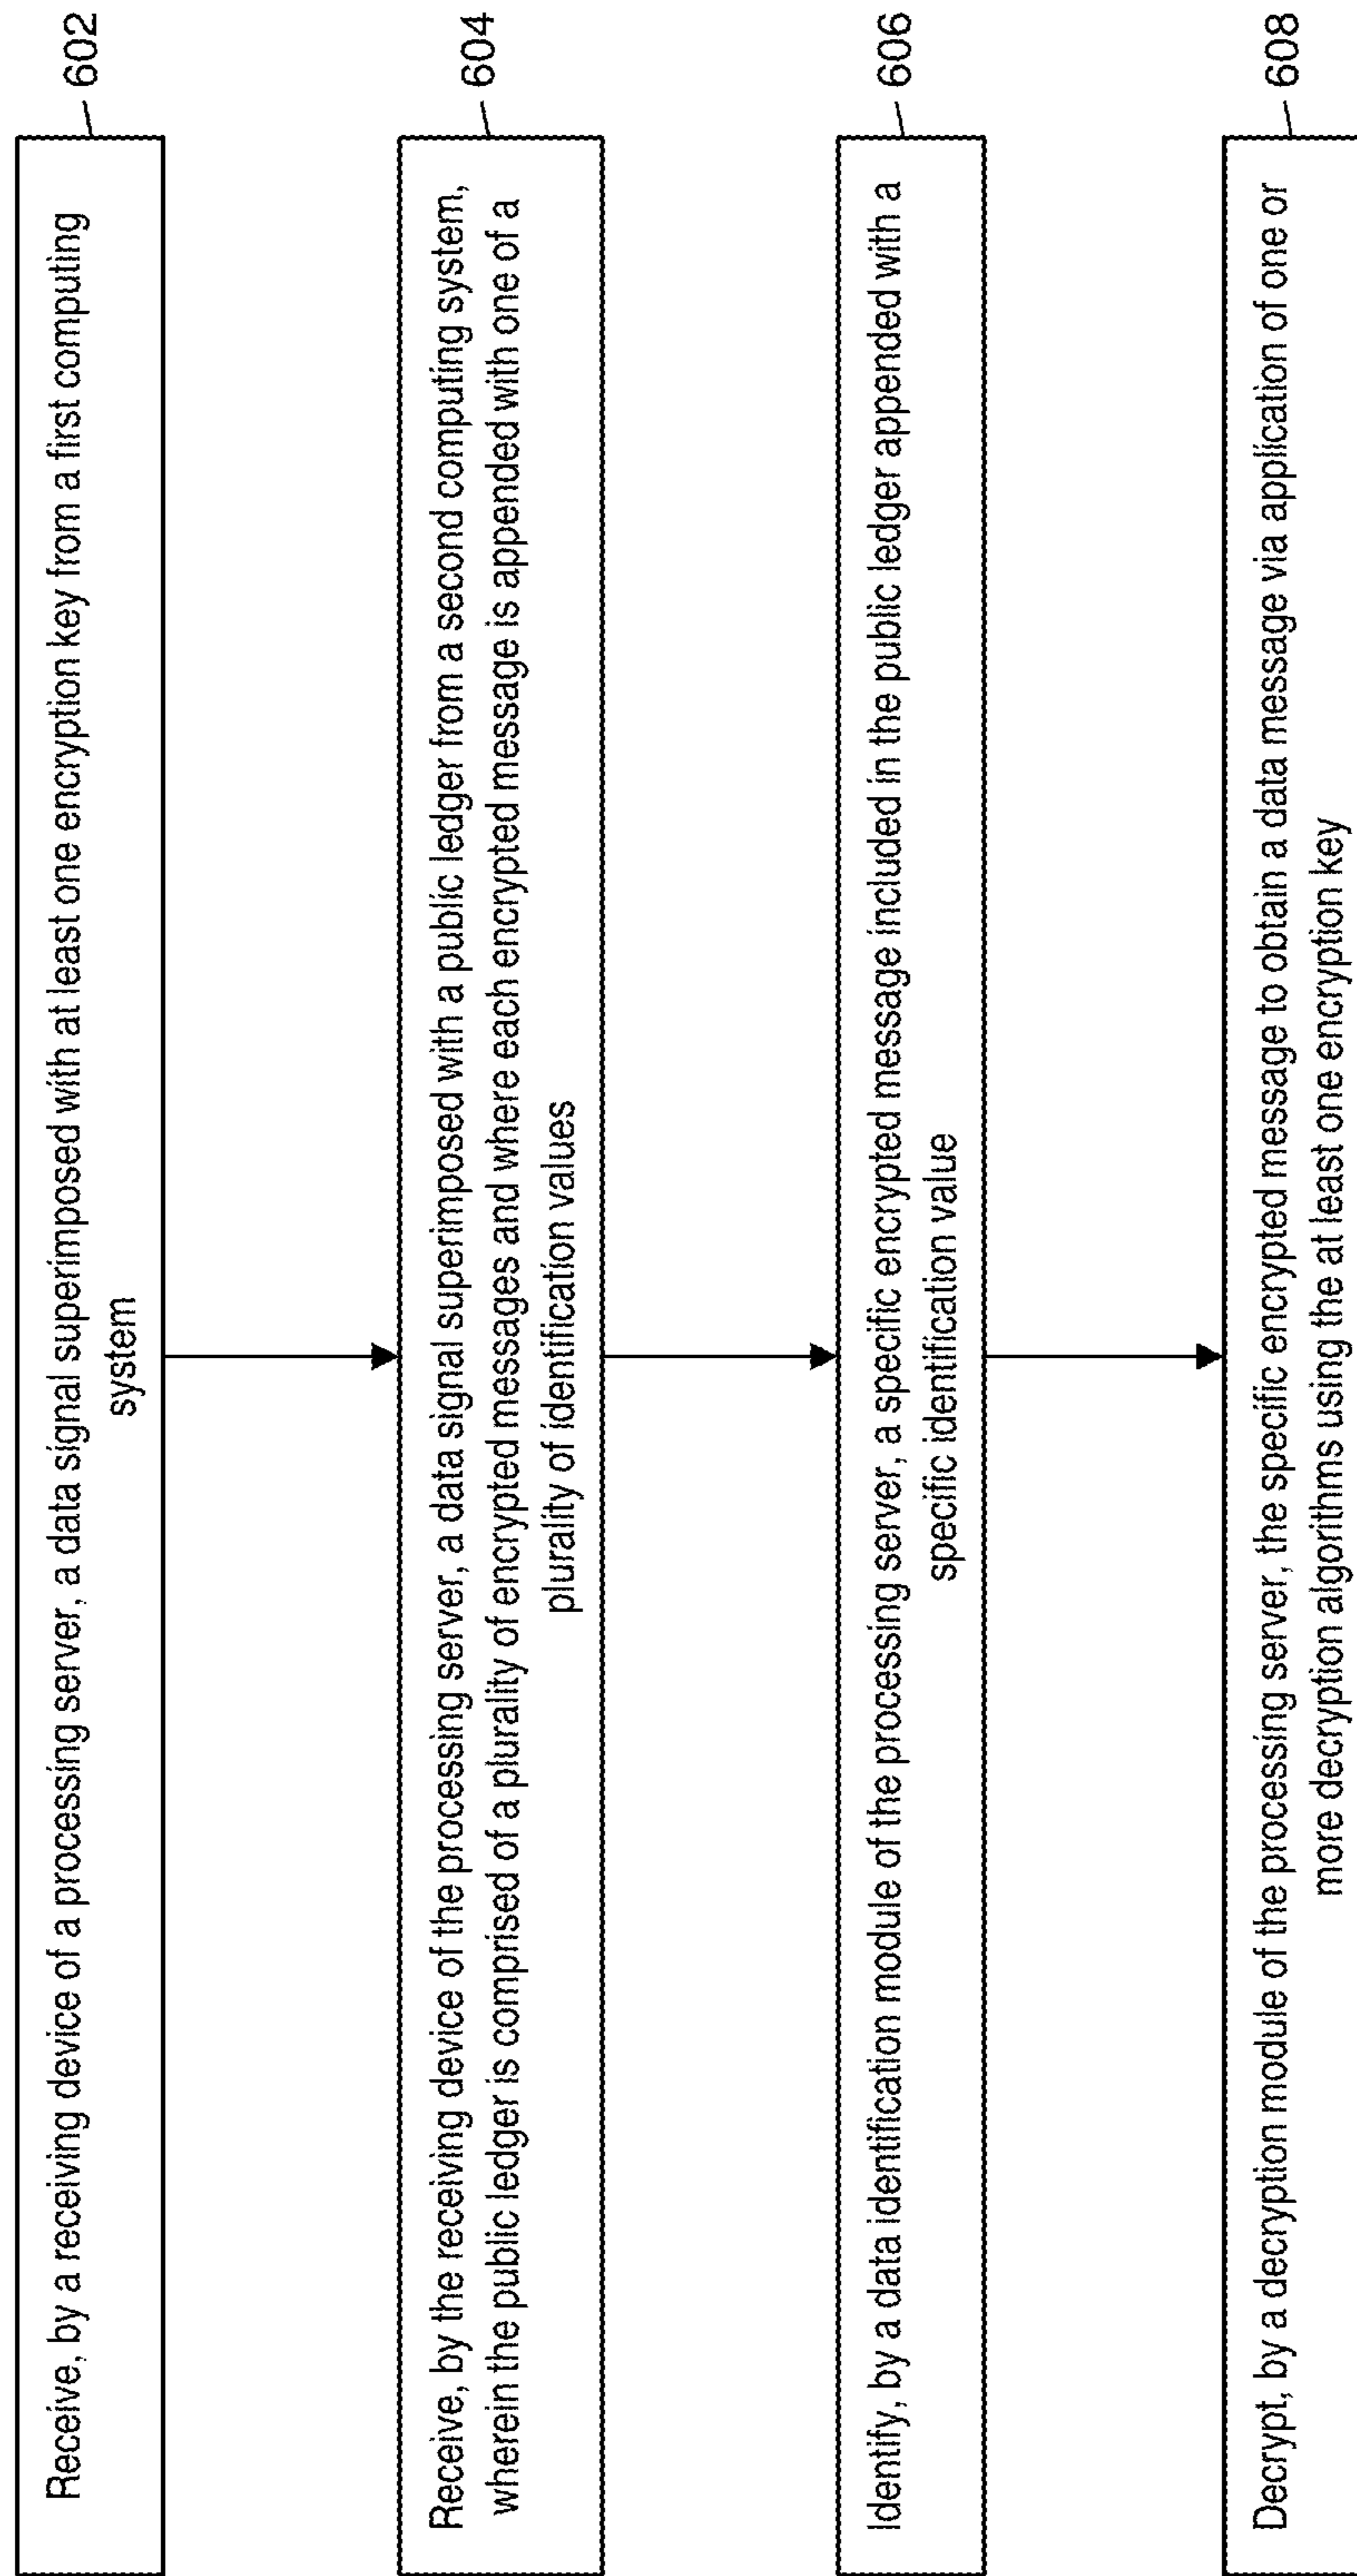 Receive, by a receiving device of a processing server, a data signal superimposed with at least one encryption key from a first computing
system
602
Receive, by the receiving device of the processing server, a data signal superimposed with a public ledger from a second computing system,
wherein the public ledger is comprised of a plurality of encrypted messages and where each encrypted message is appended with one of a
plurality of identification values
604
Identify, by a data identification module of the processing server, a specific encrypted message included in the public ledger appended with a
specific identification value
606
Decrypt, by a decryption module of the processing server, the specific encrypted message to obtain a data message via application of one or
more decryption algorithms using the at least one encryption key
608